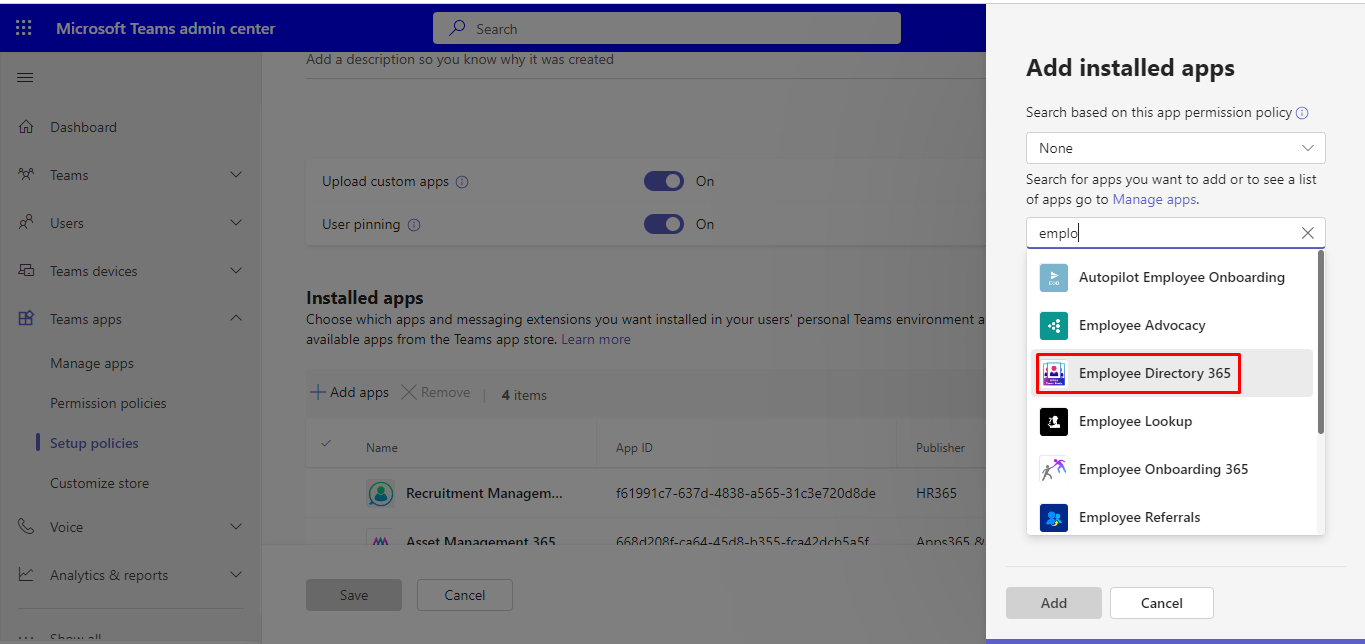 Microsoft Teams admin center
Search
Dashboard
Teams
Users
Teams devices
Teams apps
Manage apps
Permission policies
Setup policies
Customize store
Voice
Analytics & reports
Show all
Add a description so you know why it was created
Upload custom apps
On
User pinning
On
Installed apps
Choose which apps and messaging extensions you want installed in your users' personal Teams environment a
available apps from the Teams app store. Learn more
Add apps
Remove
4 items
Name
App ID
Publisher
Recruitment Managem...
f61991c7-637d-4838-a565-31c3e720d8de
HR365
Asset Management 365
668d208f-ca64-45d8-b355-fca42dcb5a5f
Apps365 &
Save
Cancel
Add installed apps
Search based on this app permission policy
None
Search for apps you want to add or to see a list
of apps go to Manage apps.
emplo
Autopilot Employee Onboarding
Employee Advocacy
Employee Directory 365
Employee Lookup
Employee Onboarding 365
Employee Referrals
Add
Cancel